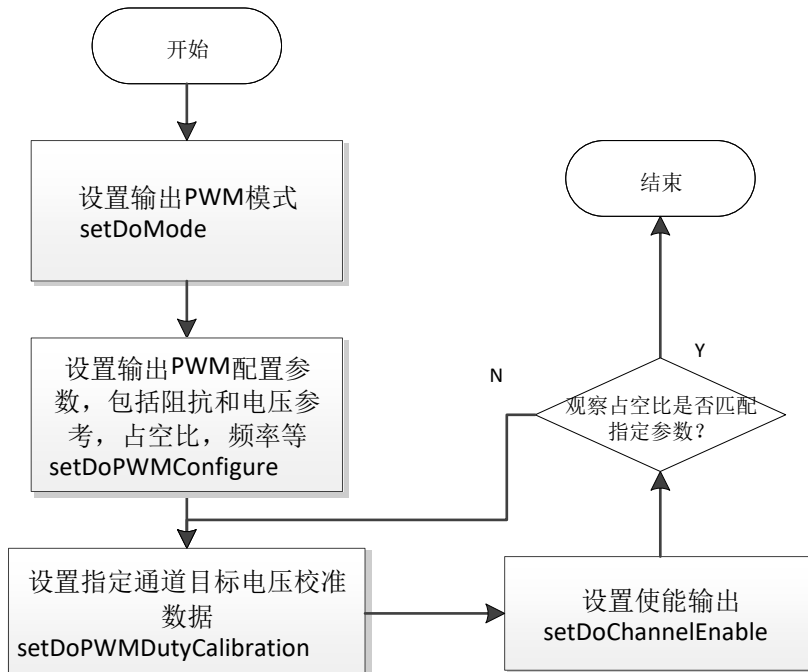 开始
设置输出PWM模式
setDoMode
设置输出PWM配置参
数，包括阻抗和电压参
考，占空比，频率等
setDoPWMConfigure
设置指定通道目标电压校准
数据
setDoPWMDutyCalibration
设置使能输出
setDoChannelEnable
观察占空比是否匹配
指定参数？
N
Y
结束